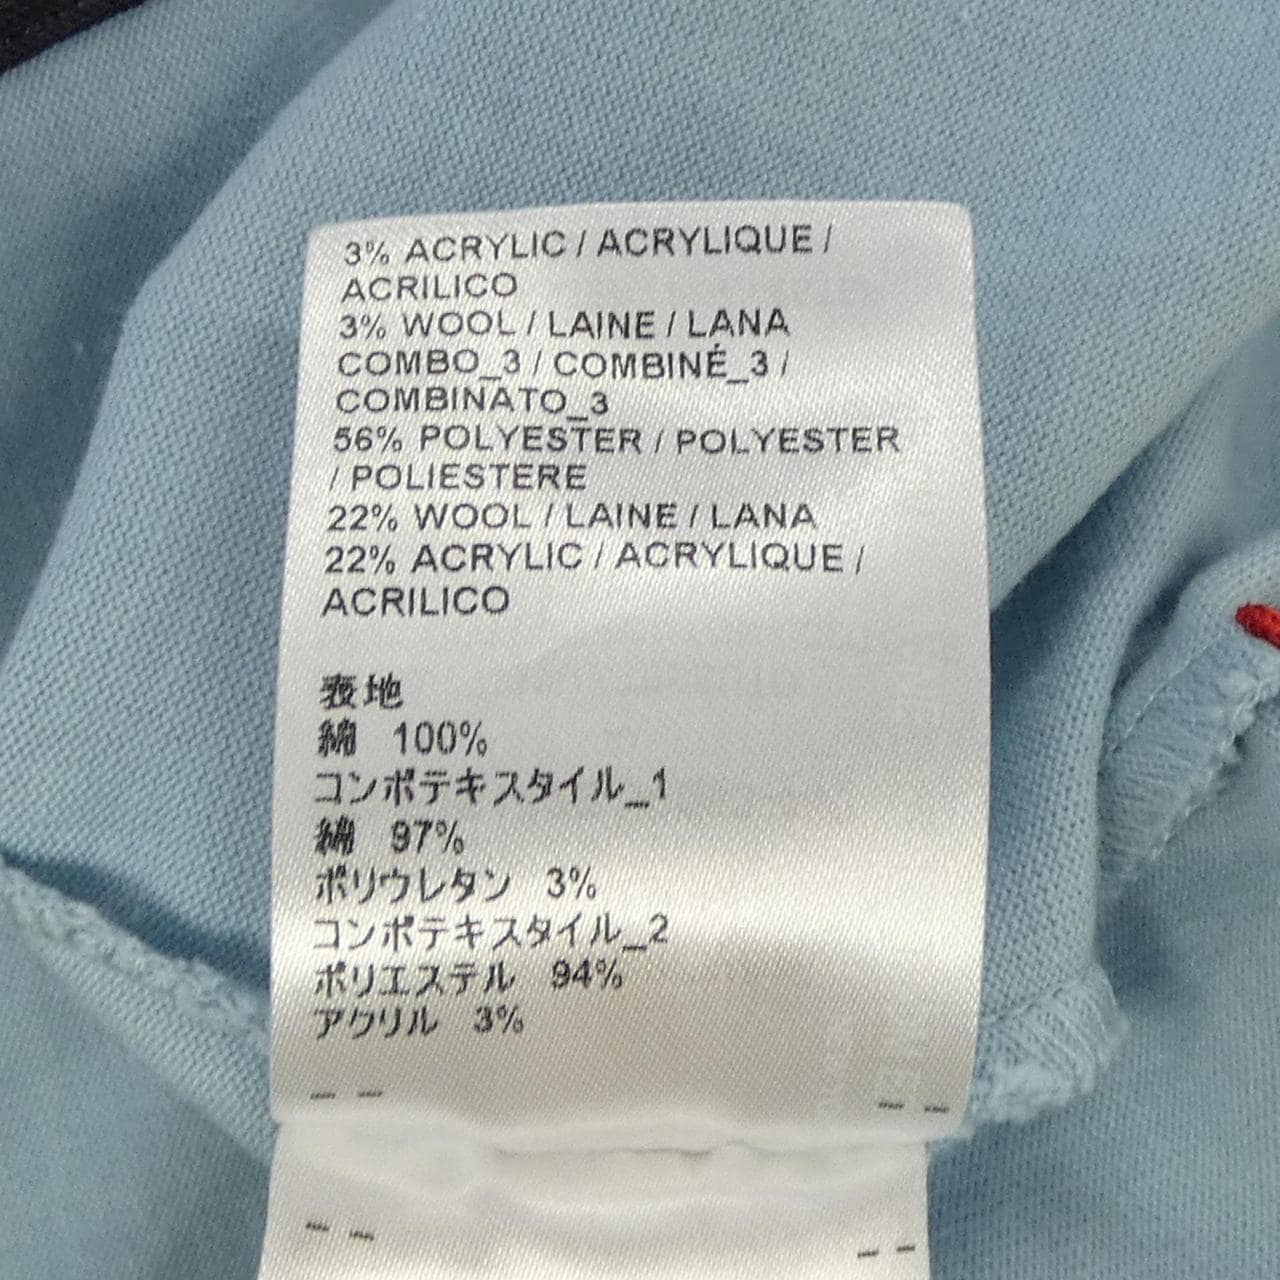 3% ACRYLIC / ACRYLIQUE /
ACRILICO
3% WOOL / LAINE / LANA
COMBO_3 / COMBINÉ_3 /
COMBINATO_3
56% POLYESTER / POLYESTER
/ POLIESTERE
22% WOOL / LAINE / LANA
22% ACRYLIC / ACRYLIQUE /
ACRILICO
表地
綿 100%
コンポテキスタイル_1
綿 97%
ポリウレタン 3%
コンポテキスタイル_2
ポリエステル 94%
アクリル 3%